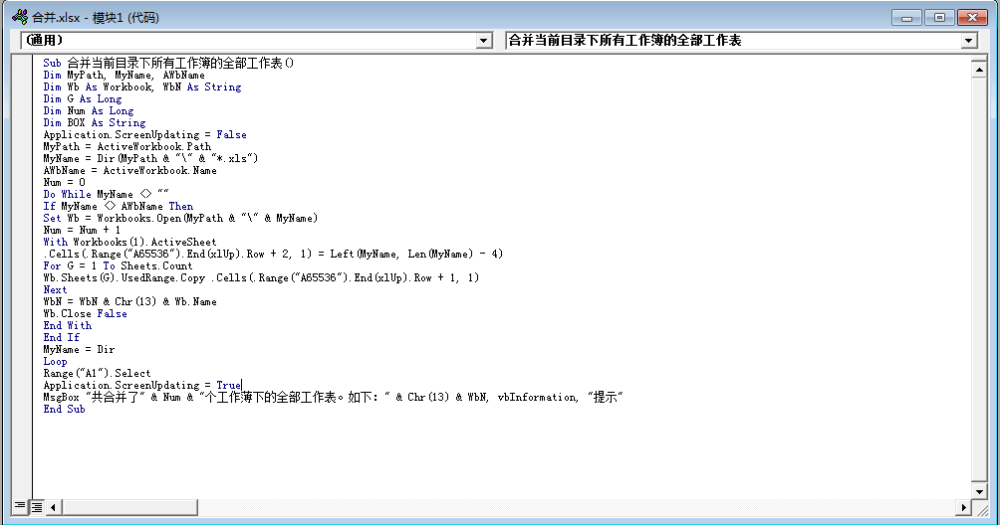 合并.xlsx - 模块1 (代码)
(通用)
合并当前目录下所有工作簿的全部工作表
Sub 合并当前目录下所有工作簿的全部工作表()
Dim MyPath, MyName, AWbName
Dim Wb As Workbook, WbN As String
Dim G As Long
Dim Num As Long
Dim BOX As String
Application.ScreenUpdating = False
MyPath = ActiveWorkbook.Path
MyName = Dir(MyPath & "\" & "*.xls")
AWbName = ActiveWorkbook.Name
Num = 0
Do While MyName <> ""
If MyName <> AWbName Then
Set Wb = Workbooks.Open(MyPath & "\" & MyName)
Num = Num + 1
With Workbooks(1).ActiveSheet
.Cells(.Range("A65536").End(xlUp).Row + 2, 1) = Left(MyName, Len(MyName) - 4)
For G = 1 To Sheets.Count
Wb.Sheets(G).UsedRange.Copy .Cells(.Range("A65536").End(xlUp).Row + 1, 1)
Next
WbN = WbN & Chr(13) & Wb.Name
Wb.Close False
End With
End If
MyName = Dir
Loop
Range("A1").Select
Application.ScreenUpdating = True
MsgBox "共合并了" & Num & "个工作簿下的全部工作表。如下：" & Chr(13) & WbN, vbInformation, "提示"
End Sub